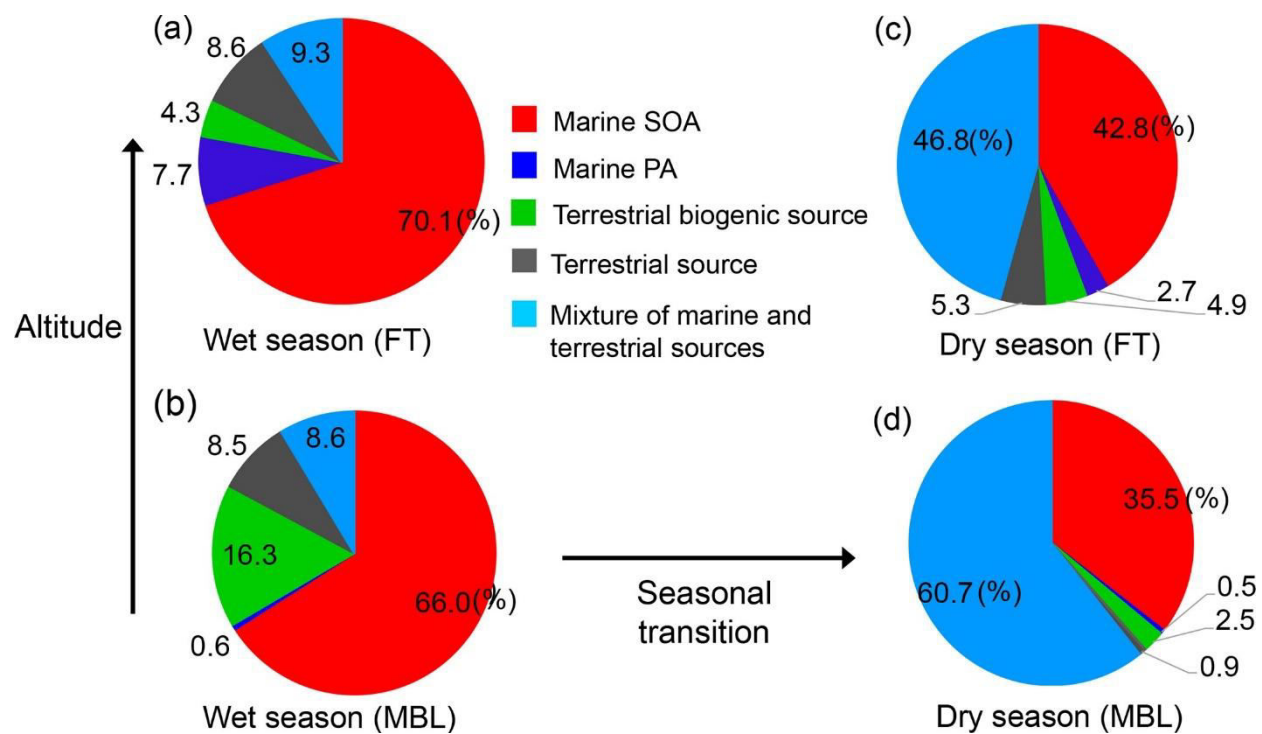 (a)
8.6
9.3
4.3
7.7
70.1(%)
Wet season (FT)
Marine SOA
Marine PA
Terrestrial biogenic source
Terrestrial source
Mixture of marine and
terrestrial sources
(c)
46.8(%)
42.8(%)
5.3
2.7
4.9
Dry season (FT)
Altitude
(b)
8.5
8.6
16.3
66.0(%)
0.6
Wet season (MBL)
Seasonal
transition
(d)
35.5(%)
60.7(%)
0.5
2.5
0.9
Dry season (MBL)